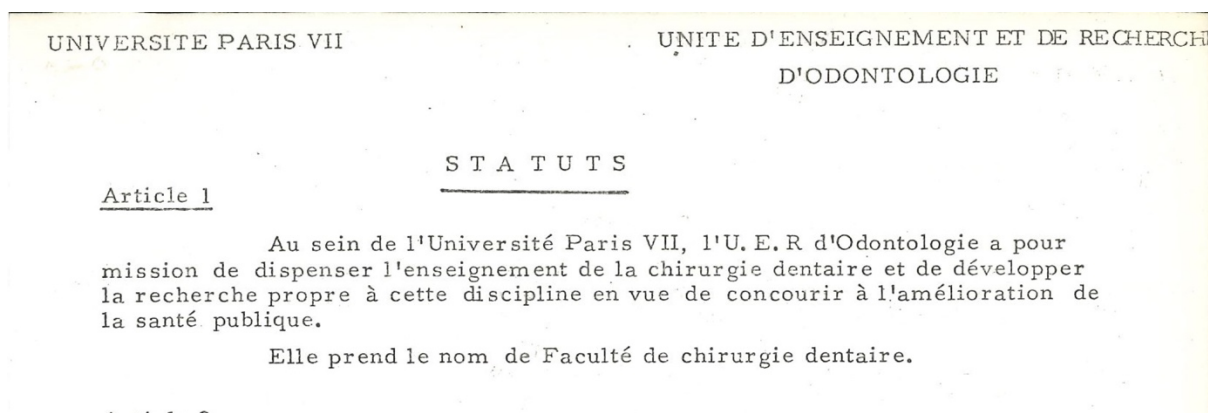 UNIVERSITE PARIS VII
UNITE D'ENSEIGNEMENT ET DE RECHERCH
D'ODONTOLOGIE
S T A T U T S
Article 1
Au sein de l'Université Paris VII, l'U. E. R d'Odontologie a pour
mission de dispenser l'enseignement de la chirurgie dentaire et de développer
la recherche propre à cette discipline en vue de concourir à l'amélioration de
la santé publique.
Elle prend le nom de Faculté de chirurgie dentaire.